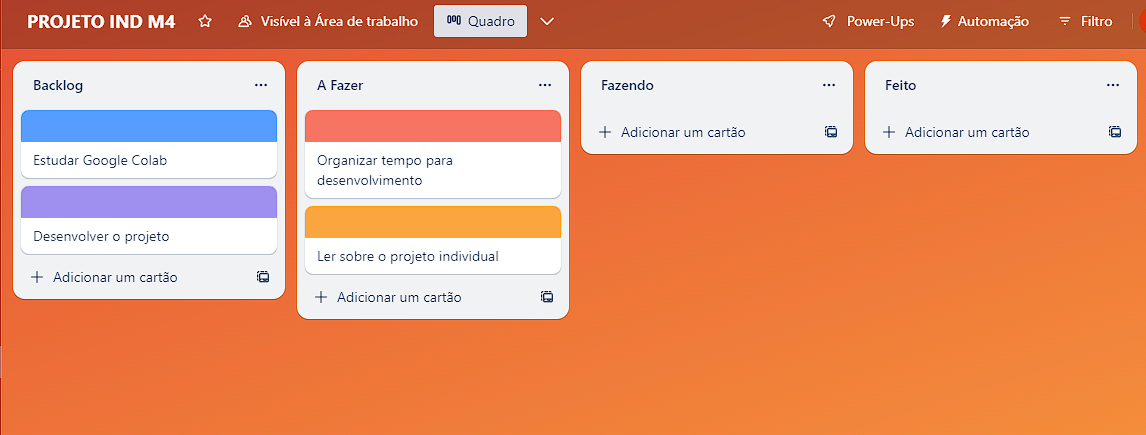 PROJETO IND M4
Visível à Área de trabalho
Quadro
Power-Ups
Automação
Filtro
Backlog
Estudar Google Colab
Desenvolver o projeto
Adicionar um cartão
A Fazer
Organizar tempo para
desenvolvimento
Ler sobre o projeto individual
Adicionar um cartão
Fazendo
Adicionar um cartão
Feito
Adicionar um cartão